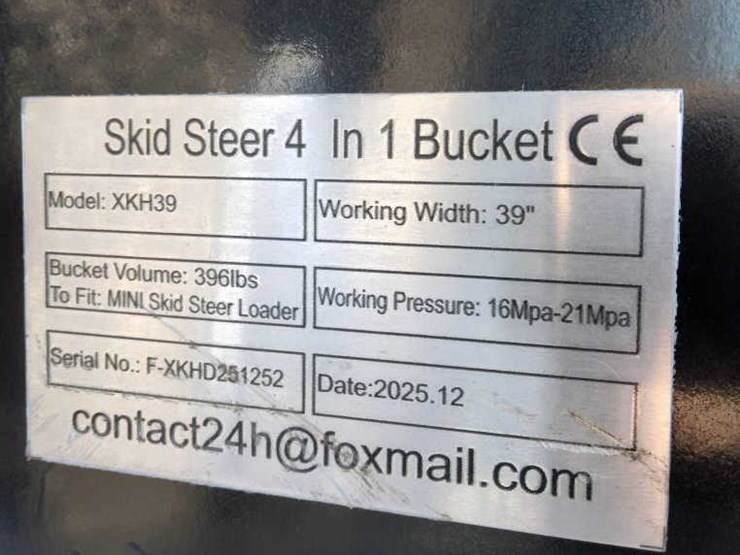 Skid Steer 4 In 1 Bucket CE
Model: XKH39
Working Width: 39"
Bucket Volume: 396lbs
To Fit: MINI Skid Steer Loader
Working Pressure: 16Mpa-21Mpa
Serial No.: F-XKHD251252
Date:2025.12
contact24h@foxmail.com